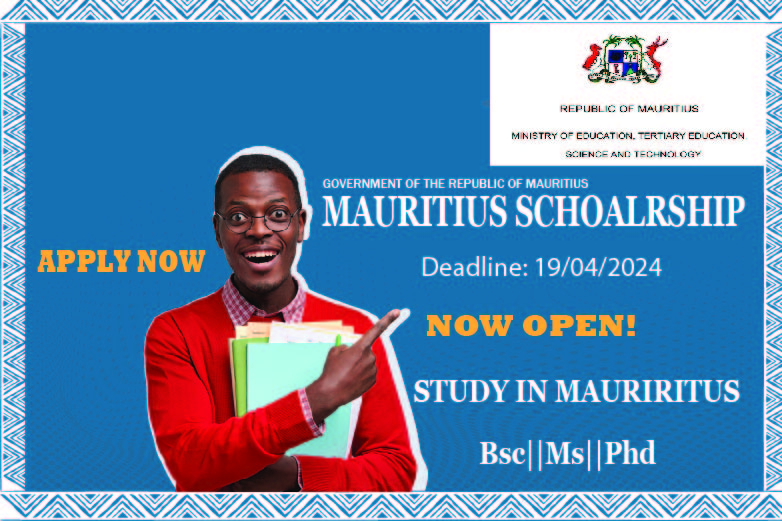 REPUBLIC OF MAURITIUS
MINISTRY OF EDUCATION, TERTIARY EDUCATION
SCIENCE AND TECHNOLOGY
GOVERNMENT OF THE REPUBLIC OF MAURITIUS
MAURITIUS SCHOALRSHIP
APPLY NOW
Deadline: 19/04/2024
NOW OPEN!
STUDY IN MAURIRITUS
Bsc||Ms||Phd